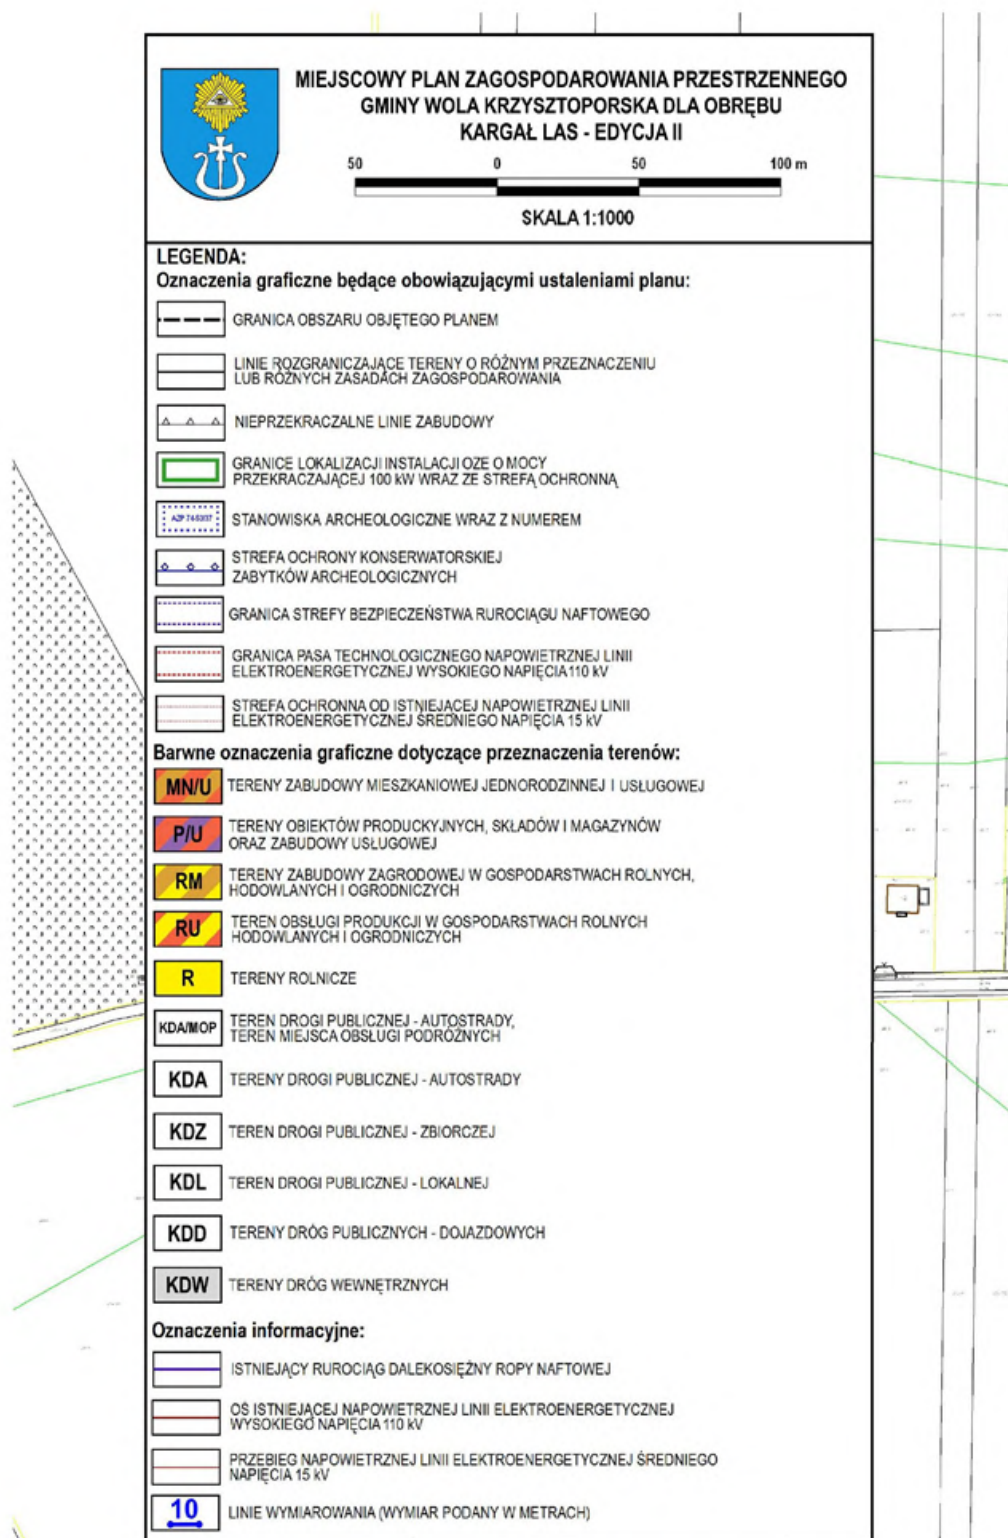 MIEJSCOWY PLAN ZAGOSPODAROWANIA PRZESTRZENNEGO
GMINY WOLA KRZYSZTOPORSKA DLA OBRĘBU
KARGAŁ LAS - EDYCJA II
50 0 50 100 m
SKALA 1:1000
LEGENDA:
Oznaczenia graficzne będące obowiązującymi ustaleniami planu:
GRANICA OBSZARU OBJĘTEGO PLANEM
LINIE ROZGRANICZAJĄCE TERENY O RÓŻNYM PRZEZNACZENIU
LUB RÓŻNYCH ZASADACH ZAGOSPODAROWANIA
NIEPRZEKRACZALNE LINIE ZABUDOWY
GRANICE LOKALIZACJI INSTALACJI OZE O MOCY
PRZEKRACZAJĄCEJ 100 kW WRAZ ZE STREFĄ OCHRONNĄ
STANOWISKA ARCHEOLOGICZNE WRAZ Z NUMEREM
STREFA OCHRONY KONSERWATORSKIEJ
ZABYTKÓW ARCHEOLOGICZNYCH
GRANICA STREFY BEZPIECZEŃSTWA RUROCIĄGU NAFTOWEGO
GRANICA PASA TECHNOLOGICZNEGO NAPOWIETRZNEJ LINII
ELEKTROENERGETYCZNEJ WYSOKIEGO NAPIĘCIA 110 kV
STREFA OCHRONNA OD ISTNIEJĄCEJ NAPOWIETRZNEJ LINII
ELEKTROENERGETYCZNEJ ŚREDNIEGO NAPIĘCIA 15 kV
Barwne oznaczenia graficzne dotyczące przeznaczenia terenów:
MN/U TERENY ZABUDOWY MIESZKANIOWEJ JEDNORODZINNEJ I USŁUGOWEJ
P/U TERENY OBIEKTÓW PRODUCKYJNYCH, SKŁADÓW I MAGAZYNÓW
ORAZ ZABUDOWY USŁUGOWEJ
RM TERENY ZABUDOWY ZAGRODOWEJ W GOSPODARSTWACH ROLNYCH,
HODOWLANYCH I OGRODNICZYCH
RU TEREN OBSŁUGI PRODUKCJI W GOSPODARSTWACH ROLNYCH
HODOWLANYCH I OGRODNICZYCH
R TERENY ROLNICZE
KDA/MOP TEREN DROGI PUBLICZNEJ - AUTOSTRADY,
TEREN MIEJSCA OBSŁUGI PODRÓŻNYCH
KDA TERENY DROGI PUBLICZNEJ - AUTOSTRADY
KDZ TEREN DROGI PUBLICZNEJ - ZBIORCZEJ
KDL TEREN DROGI PUBLICZNEJ - LOKALNEJ
KDD TERENY DRÓG PUBLICZNYCH - DOJAZDOWYCH
KDW TERENY DRÓG WEWNĘTRZNYCH
Oznaczenia informacyjne:
ISTNIEJĄCY RUROCIĄG DALEKOSIĘŻNY ROPY NAFTOWEJ
OŚ ISTNIEJĄCEJ NAPOWIETRZNEJ LINII ELEKTROENERGETYCZNEJ
WYSOKIEGO NAPIĘCIA 110 kV
PRZEBIEG NAPOWIETRZNEJ LINII ELEKTROENERGETYCZNEJ ŚREDNIEGO
NAPIĘCIA 15 kV
10 LINIE WYMIAROWANIA (WYMIAR PODANY W METRACH)